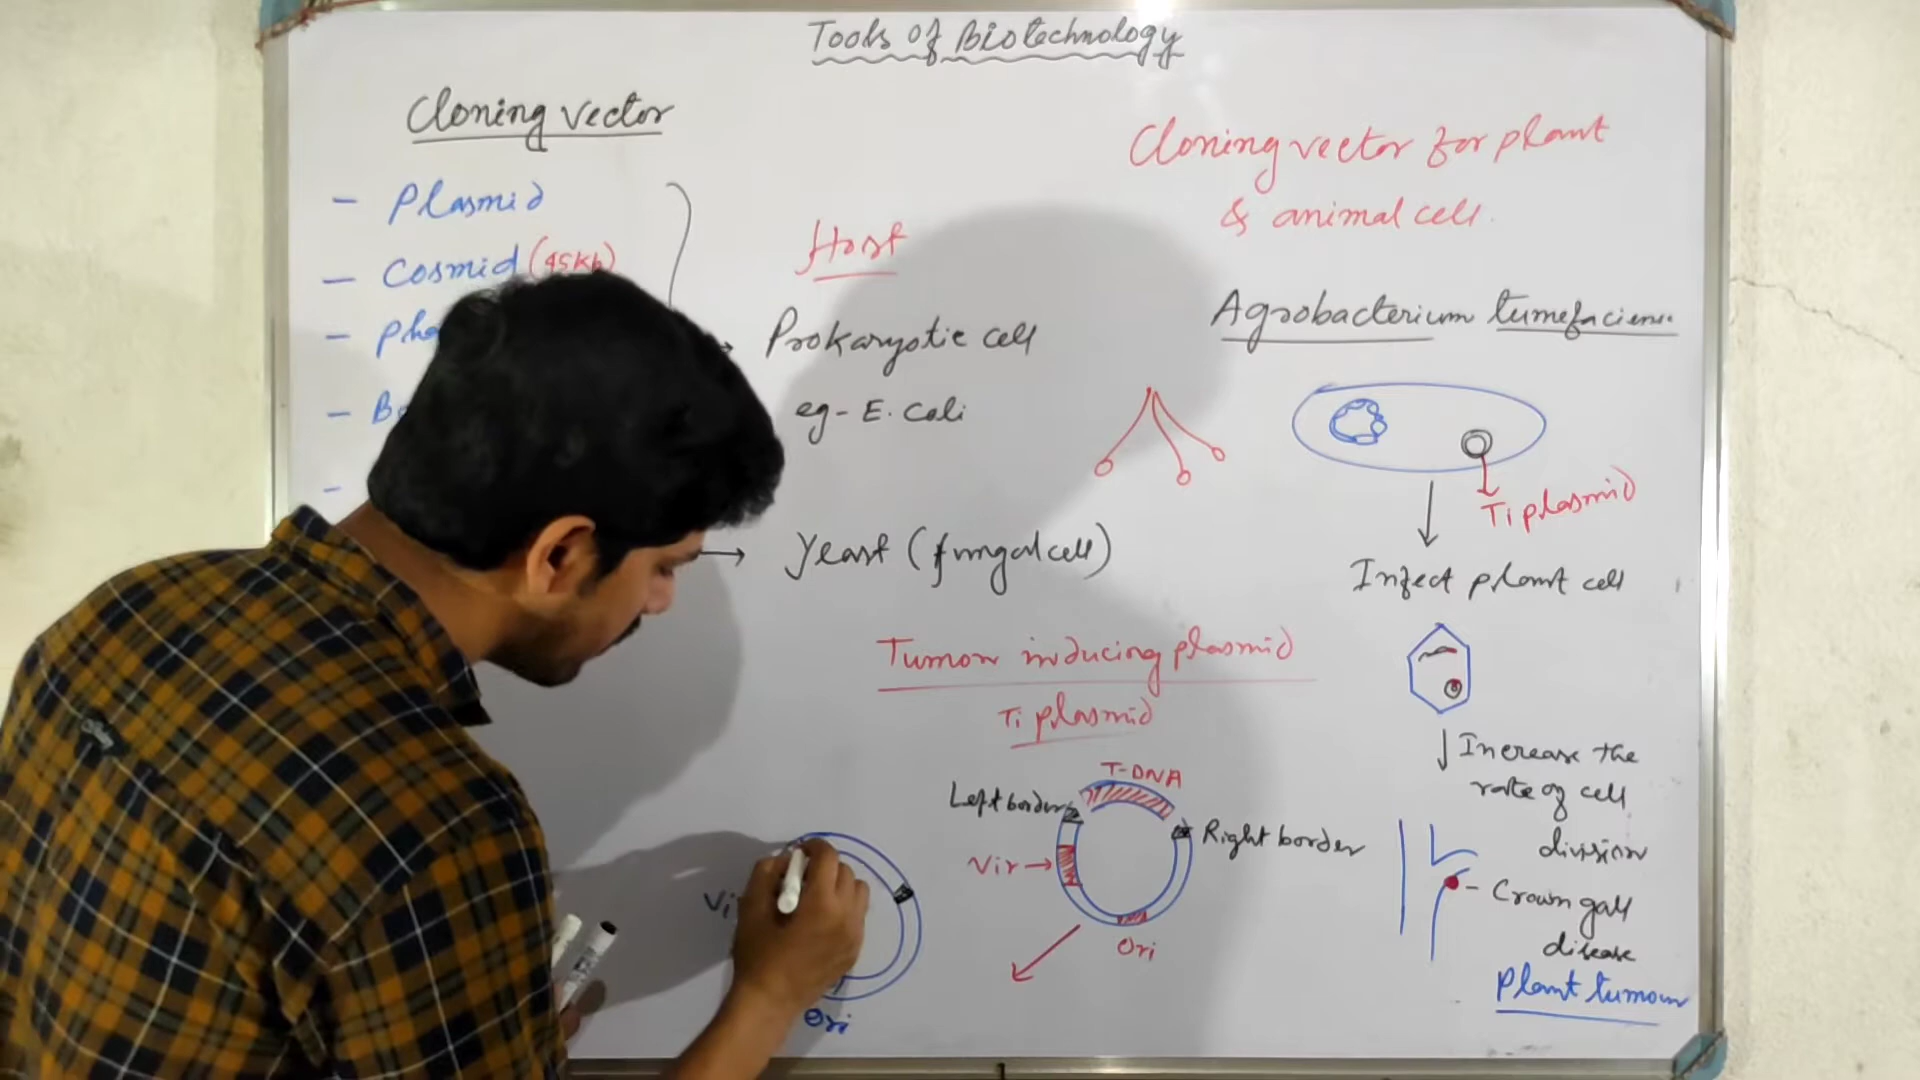 Tools of Biotechnology
Cloning vector
- Plasmid
- Cosmid (45kb)
Host
Prokaryotic cell
eg- E. Coli
Yeast (fungal cell)
Cloning vector for plant
& animal cell.
Agrobacterium tumefaciens
Ti plasmid
Infect plant cell
Increase the
rate of cell
division
- Crown gall
disease
Plant tumour
Tumor inducing plasmid
Ti plasmid
T-DNA
Left border
Right border
Vir
Ori
Ori